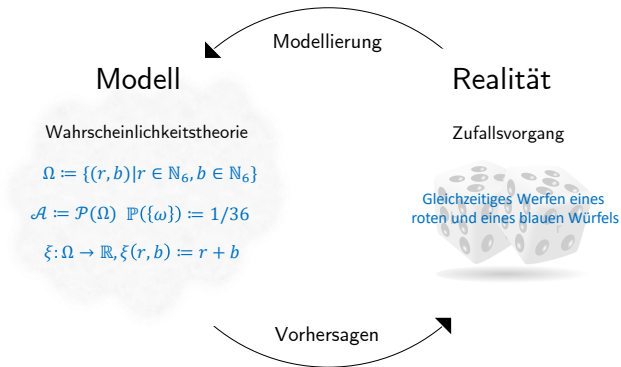 Modellierung
Modell
Realität
Wahrscheinlichkeitstheorie
Zufallsvorgang
Ω ≔ {(r, b)|r ∈ ℕ₆, b ∈ ℕ₆}
𝒜 ≔ 𝒫(Ω) ℙ({ω}) ≔ 1/36
ξ: Ω → ℝ, ξ(r, b) ≔ r + b
Gleichzeitiges Werfen eines
roten und eines blauen Würfels
Vorhersagen